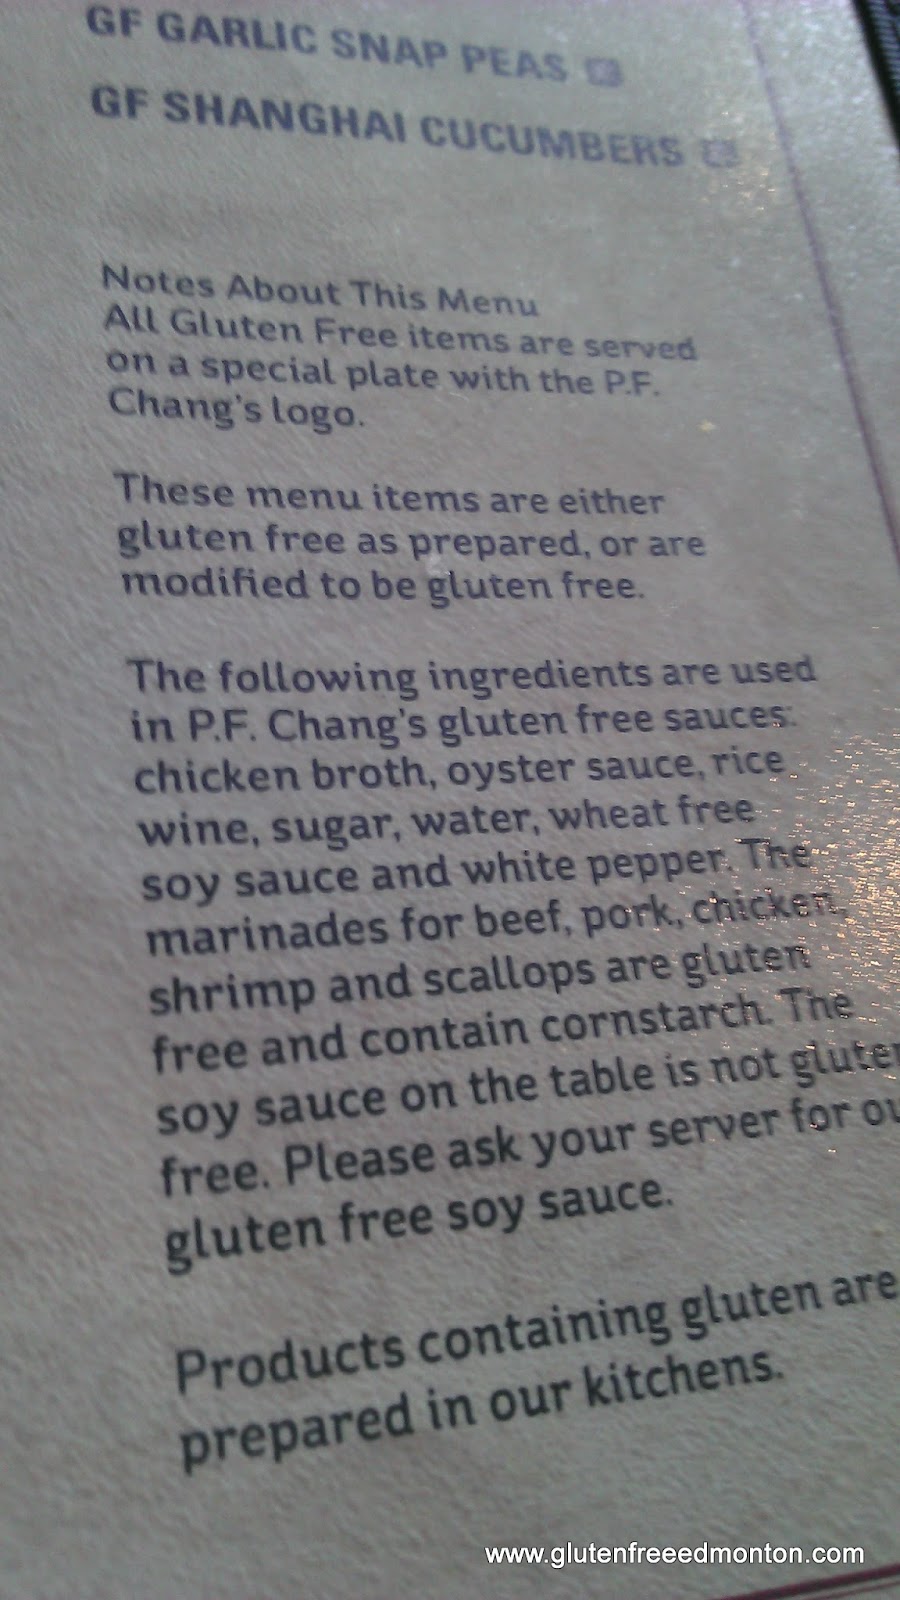 GF GARLIC SNAP PEAS
GF SHANGHAI CUCUMBERS
Notes About This Menu
All Gluten Free items are served
on a special plate with the P.F.
Chang's logo.
These menu items are either
gluten free as prepared, or are
modified to be gluten free.
The following ingredients are used
in P.F. Chang's gluten free sauces:
chicken broth, oyster sauce, rice
wine, sugar, water, wheat free
soy sauce and white pepper. The
marinades for beef, pork, chicken,
shrimp and scallops are gluten
free and contain cornstarch. The
soy sauce on the table is not gluten
free. Please ask your server for ou
gluten free soy sauce.
Products containing gluten are
prepared in our kitchens.
www.glutenfreeedmonton.com